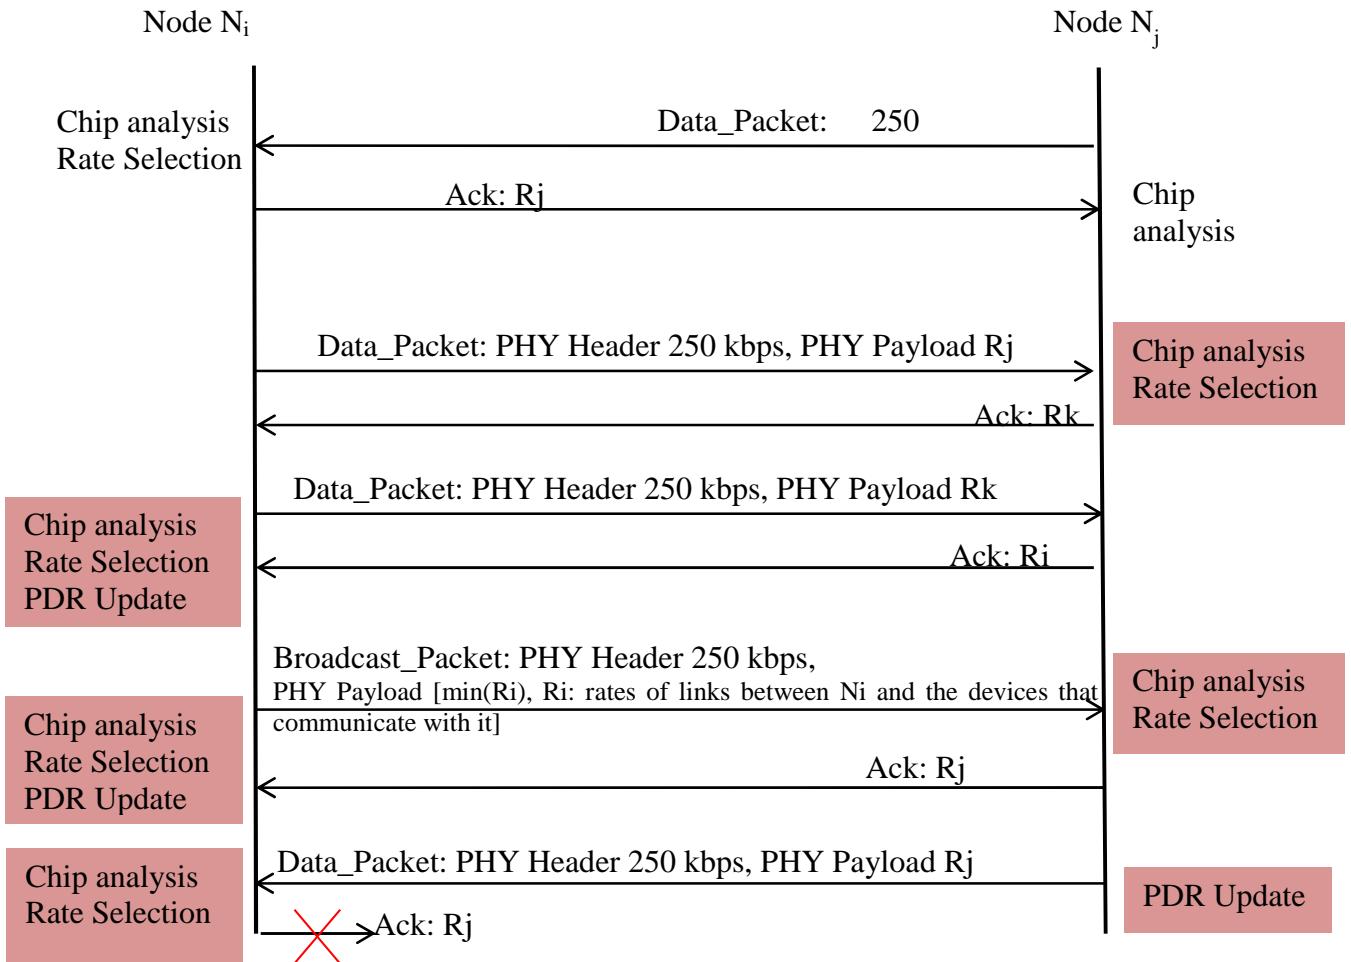 Node Ni
Node Nj
Chip analysis
Rate Selection
Data_Packet: 250
Ack: Rj
Chip
analysis
Data_Packet: PHY Header 250 kbps, PHY Payload Rj
Chip analysis
Rate Selection
Ack: Rk
Data_Packet: PHY Header 250 kbps, PHY Payload Rk
Chip analysis
Rate Selection
PDR Update
Ack: Ri
Broadcast_Packet: PHY Header 250 kbps,
PHY Payload [min(Ri), Ri: rates of links between Ni and the devices that
communicate with it]
Chip analysis
Rate Selection
Chip analysis
Rate Selection
PDR Update
Ack: Rj
Data_Packet: PHY Header 250 kbps, PHY Payload Rj
Chip analysis
Rate Selection
PDR Update
Ack: Rj